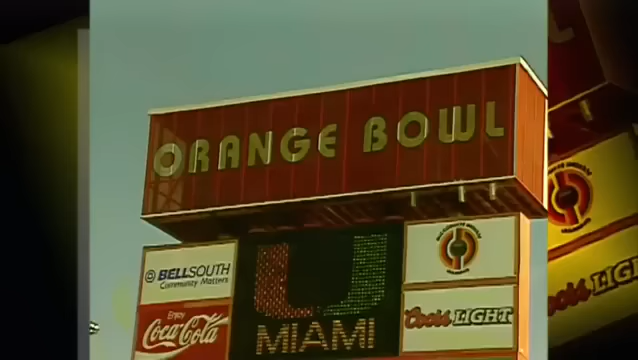 ORANGE BOWL
BELLSOUTH
Community Matters
Enjoy
Coca-Cola
U
MIAMI
Coors LIGHT